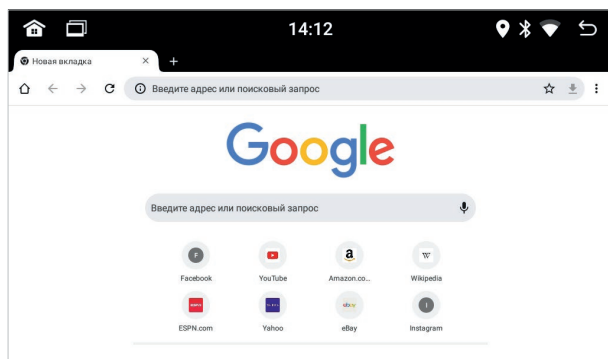 14:12
Новая вкладка
Введите адрес или поисковый запрос
Google
Введите адрес или поисковый запрос
F
a
W
I
Facebook YouTube Amazon.co... Wikipedia
ebay
ESPN.com Yahoo eBay Instagram